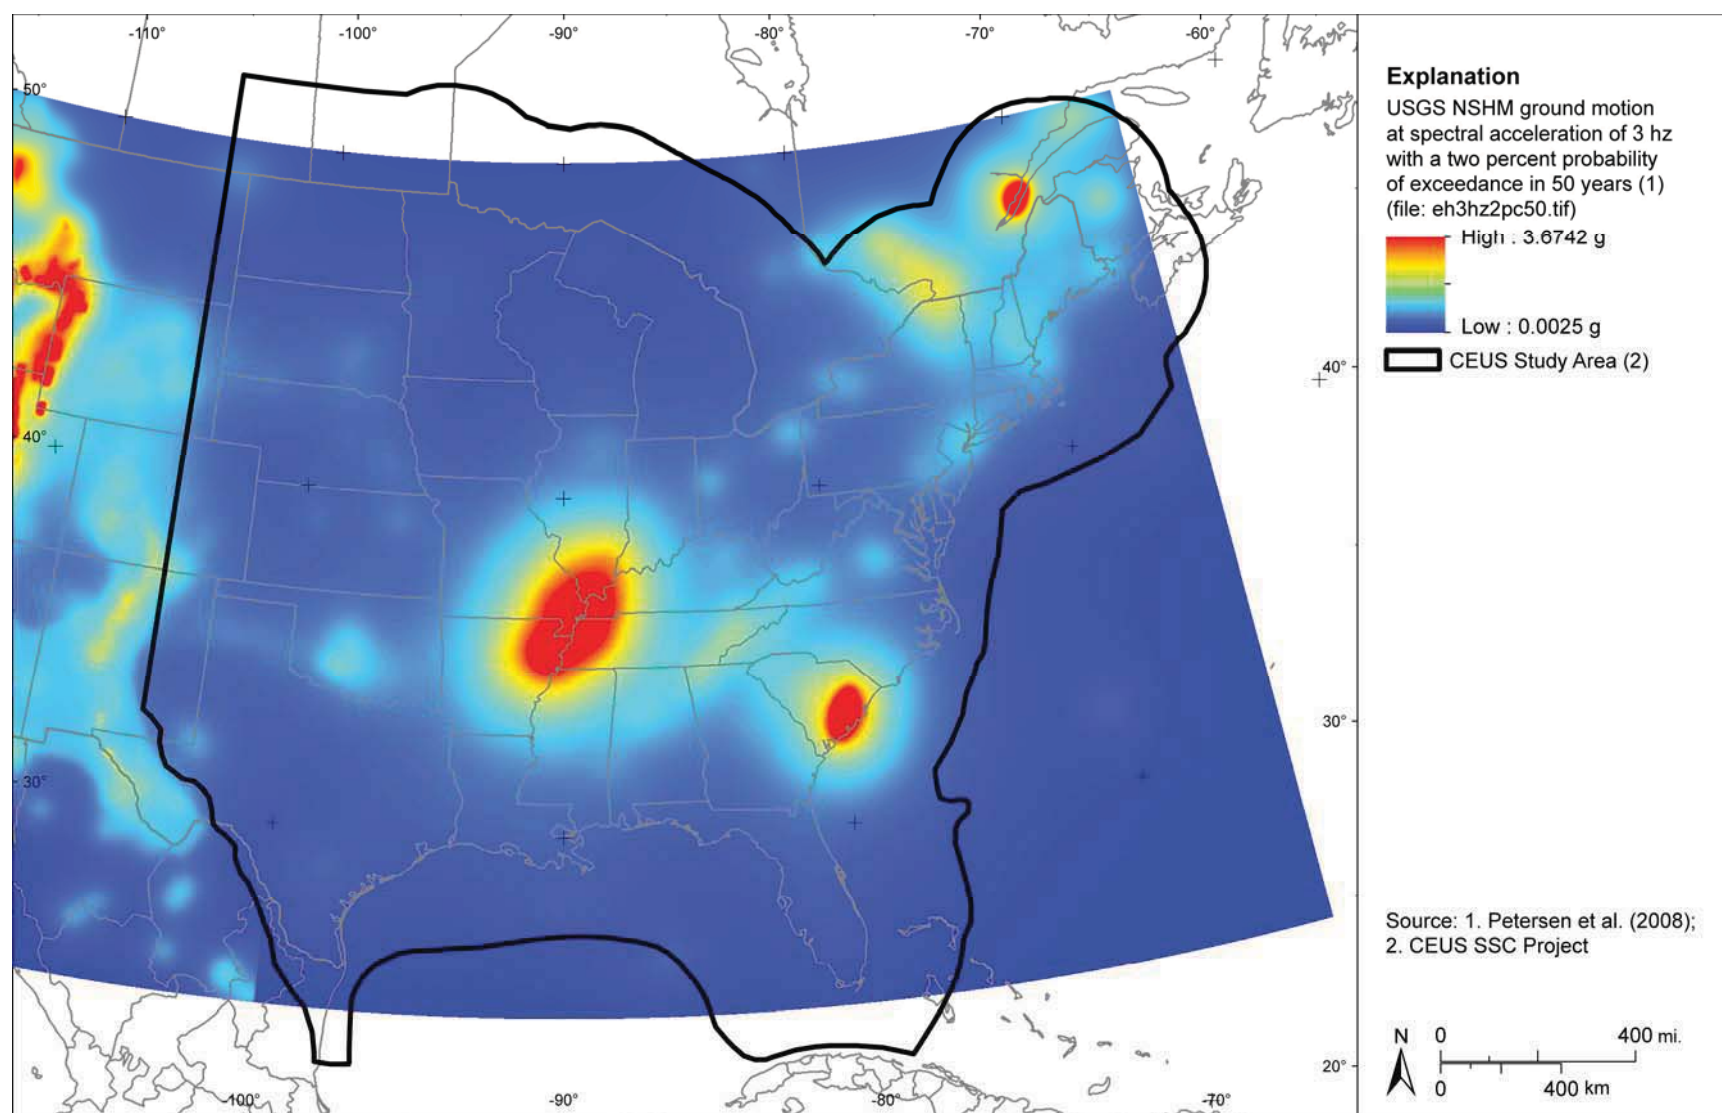 -110°
-100°
-90°
-80°
-70°
-60°
50°
40°
30°
40°
30°
20°
-100°
-90°
-80°
-70°
Explanation
USGS NSHM ground motion
at spectral acceleration of 3 hz
with a two percent probability
of exceedance in 50 years (1)
(file: eh3hz2pc50.tif)
High : 3.6742 g
Low : 0.0025 g
CEUS Study Area (2)
Source: 1. Petersen et al. (2008);
2. CEUS SSC Project
N
0 400 mi.
0 400 km